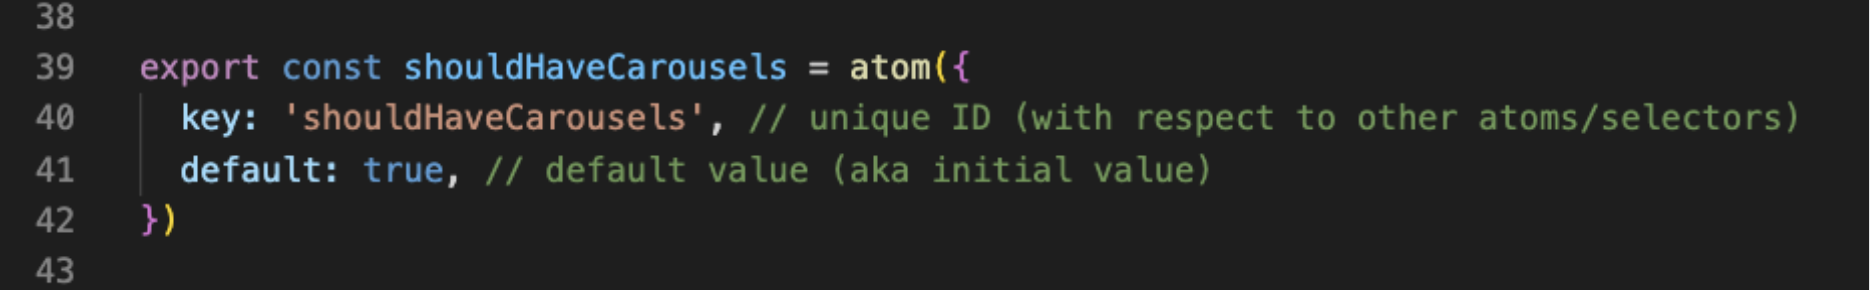 38
39 export const shouldHaveCarousels = atom({
40 key: 'shouldHaveCarousels', // unique ID (with respect to other atoms/selectors)
41 default: true, // default value (aka initial value)
42 })
43